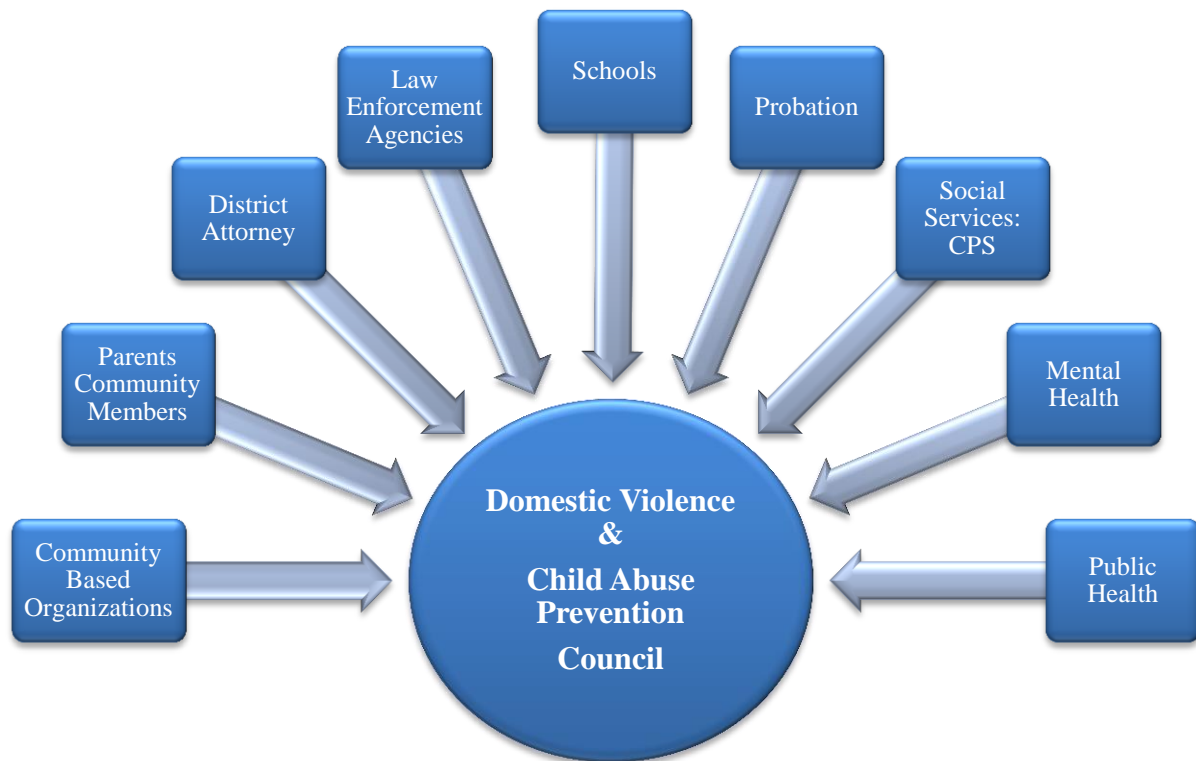 Schools
Law
Enforcement
Agencies
Probation
District
Attorney
Social
Services:
CPS
Parents
Community
Members
Mental
Health
Community
Based
Organizations
Public
Health
Domestic Violence
&
Child Abuse
Prevention
Council